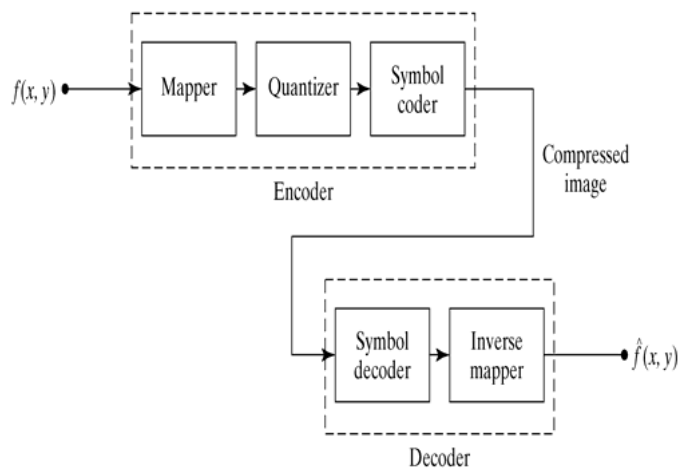 f(x, y)
Mapper
Quantizer
Symbol
coder
Encoder
Compressed
image
Symbol
decoder
Inverse
mapper
f̂(x, y)
Decoder